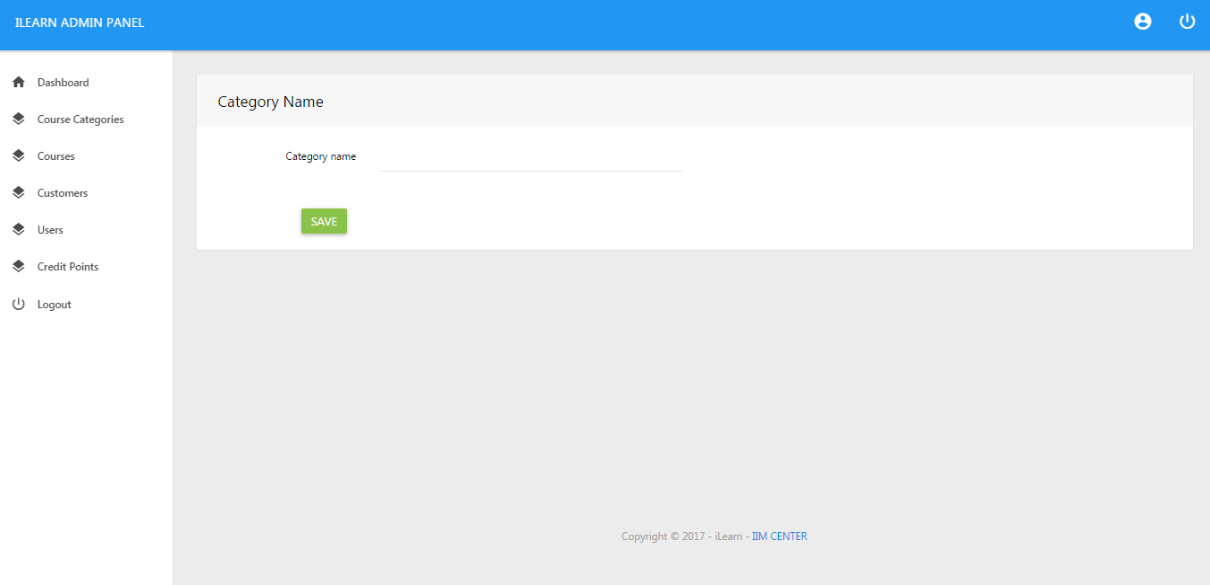 ILEARN ADMIN PANEL
Dashboard
Course Categories
Courses
Customers
Users
Credit Points
Logout
Category Name
Category name
SAVE
Copyright © 2017 - iLearn - IIM CENTER